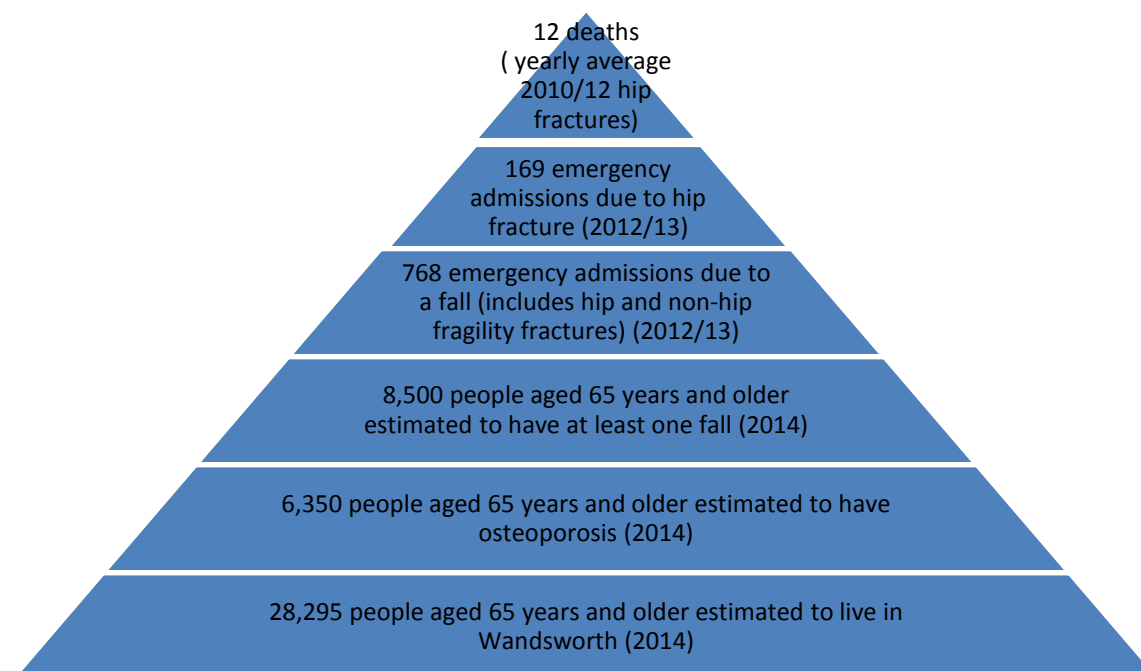 12 deaths
( yearly average
2010/12 hip
fractures)
169 emergency
admissions due to hip
fracture (2012/13)
768 emergency admissions due to
a fall (includes hip and non-hip
fragility fractures) (2012/13)
8,500 people aged 65 years and older
estimated to have at least one fall (2014)
6,350 people aged 65 years and older estimated to have
osteoporosis (2014)
28,295 people aged 65 years and older estimated to live in
Wandsworth (2014)